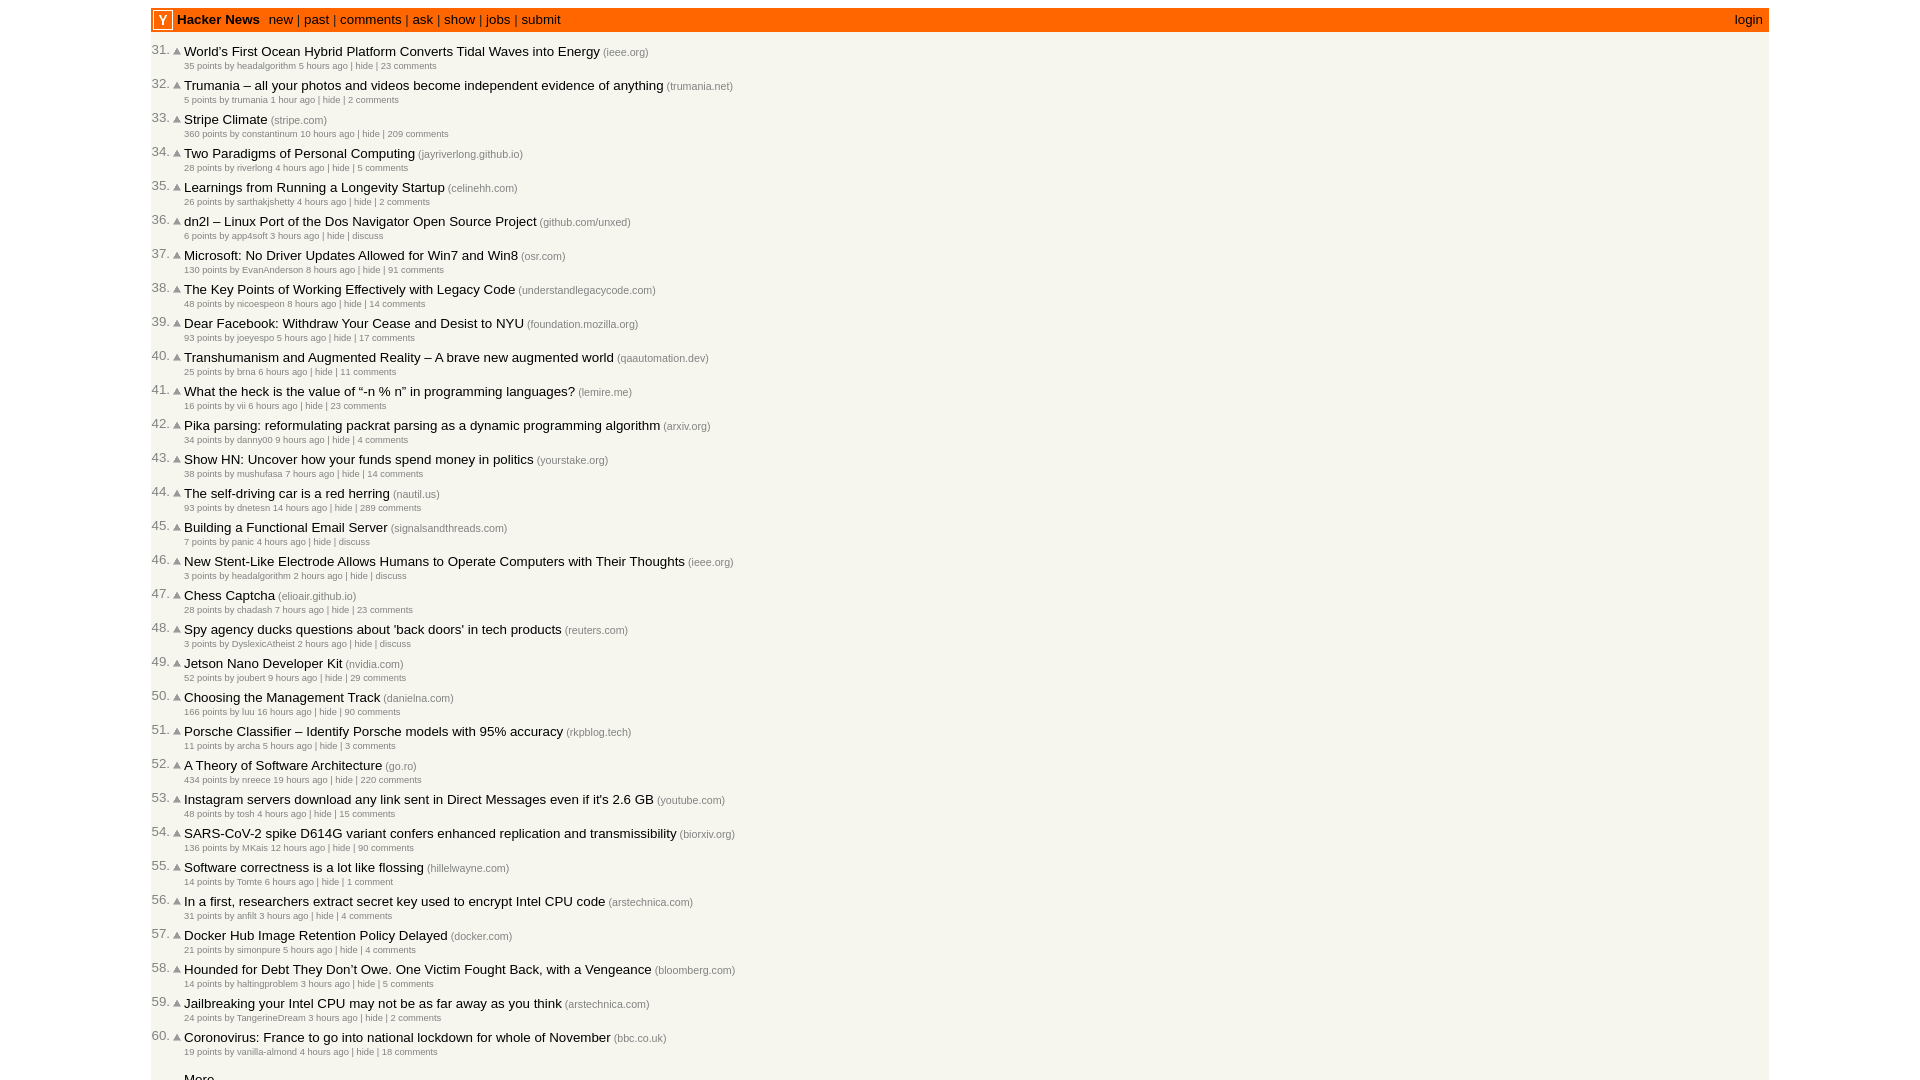 Y Hacker News new | past | comments | ask | show | jobs | submit login
31. World's First Ocean Hybrid Platform Converts Tidal Waves into Energy (ieee.org)
35 points by headalgorithm 5 hours ago | hide | 23 comments
32. Trumania – all your photos and videos become independent evidence of anything (trumania.net)
5 points by trumania 1 hour ago | hide | 2 comments
33. Stripe Climate (stripe.com)
360 points by constantinum 10 hours ago | hide | 209 comments
34. Two Paradigms of Personal Computing (jayriverlong.github.io)
28 points by riverlong 4 hours ago | hide | 5 comments
35. Learnings from Running a Longevity Startup (celinehh.com)
26 points by sarthakjshetty 4 hours ago | hide | 2 comments
36. dn2l – Linux Port of the Dos Navigator Open Source Project (github.com/unxed)
6 points by app4soft 3 hours ago | hide | discuss
37. Microsoft: No Driver Updates Allowed for Win7 and Win8 (osr.com)
130 points by EvanAnderson 8 hours ago | hide | 91 comments
38. The Key Points of Working Effectively with Legacy Code (understandlegacycode.com)
48 points by nicoespeon 8 hours ago | hide | 14 comments
39. Dear Facebook: Withdraw Your Cease and Desist to NYU (foundation.mozilla.org)
93 points by joeyespo 5 hours ago | hide | 17 comments
40. Transhumanism and Augmented Reality – A brave new augmented world (qaautomation.dev)
25 points by brna 6 hours ago | hide | 11 comments
41. What the heck is the value of “-n % n” in programming languages? (lemire.me)
16 points by vii 6 hours ago | hide | 23 comments
42. Pika parsing: reformulating packrat parsing as a dynamic programming algorithm (arxiv.org)
34 points by danny00 9 hours ago | hide | 4 comments
43. Show HN: Uncover how your funds spend money in politics (yourstake.org)
38 points by mushufasa 7 hours ago | hide | 14 comments
44. The self-driving car is a red herring (nautil.us)
93 points by dnetesn 14 hours ago | hide | 289 comments
45. Building a Functional Email Server (signalsandthreads.com)
7 points by panic 4 hours ago | hide | discuss
46. New Stent-Like Electrode Allows Humans to Operate Computers with Their Thoughts (ieee.org)
3 points by headalgorithm 2 hours ago | hide | discuss
47. Chess Captcha (elioair.github.io)
28 points by chadash 7 hours ago | hide | 23 comments
48. Spy agency ducks questions about 'back doors' in tech products (reuters.com)
3 points by DyslexicAtheist 2 hours ago | hide | discuss
49. Jetson Nano Developer Kit (nvidia.com)
52 points by joubert 9 hours ago | hide | 29 comments
50. Choosing the Management Track (danielna.com)
166 points by luu 16 hours ago | hide | 90 comments
51. Porsche Classifier – Identify Porsche models with 95% accuracy (rkpblog.tech)
11 points by archa 5 hours ago | hide | 3 comments
52. A Theory of Software Architecture (go.ro)
434 points by nreece 19 hours ago | hide | 220 comments
53. Instagram servers download any link sent in Direct Messages even if it's 2.6 GB (youtube.com)
48 points by tosh 4 hours ago | hide | 15 comments
54. SARS-CoV-2 spike D614G variant confers enhanced replication and transmissibility (biorxiv.org)
136 points by MKais 12 hours ago | hide | 90 comments
55. Software correctness is a lot like flossing (hillelwayne.com)
14 points by Tomte 6 hours ago | hide | 1 comment
56. In a first, researchers extract secret key used to encrypt Intel CPU code (arstechnica.com)
31 points by anfilt 3 hours ago | hide | 4 comments
57. Docker Hub Image Retention Policy Delayed (docker.com)
21 points by simonpure 5 hours ago | hide | 4 comments
58. Hounded for Debt They Don’t Owe. One Victim Fought Back, with a Vengeance (bloomberg.com)
14 points by haltingproblem 3 hours ago | hide | 5 comments
59. Jailbreaking your Intel CPU may not be as far away as you think (arstechnica.com)
24 points by TangerineDream 3 hours ago | hide | 2 comments
60. Coronovirus: France to go into national lockdown for whole of November (bbc.co.uk)
19 points by vanilla-almond 4 hours ago | hide | 18 comments
More